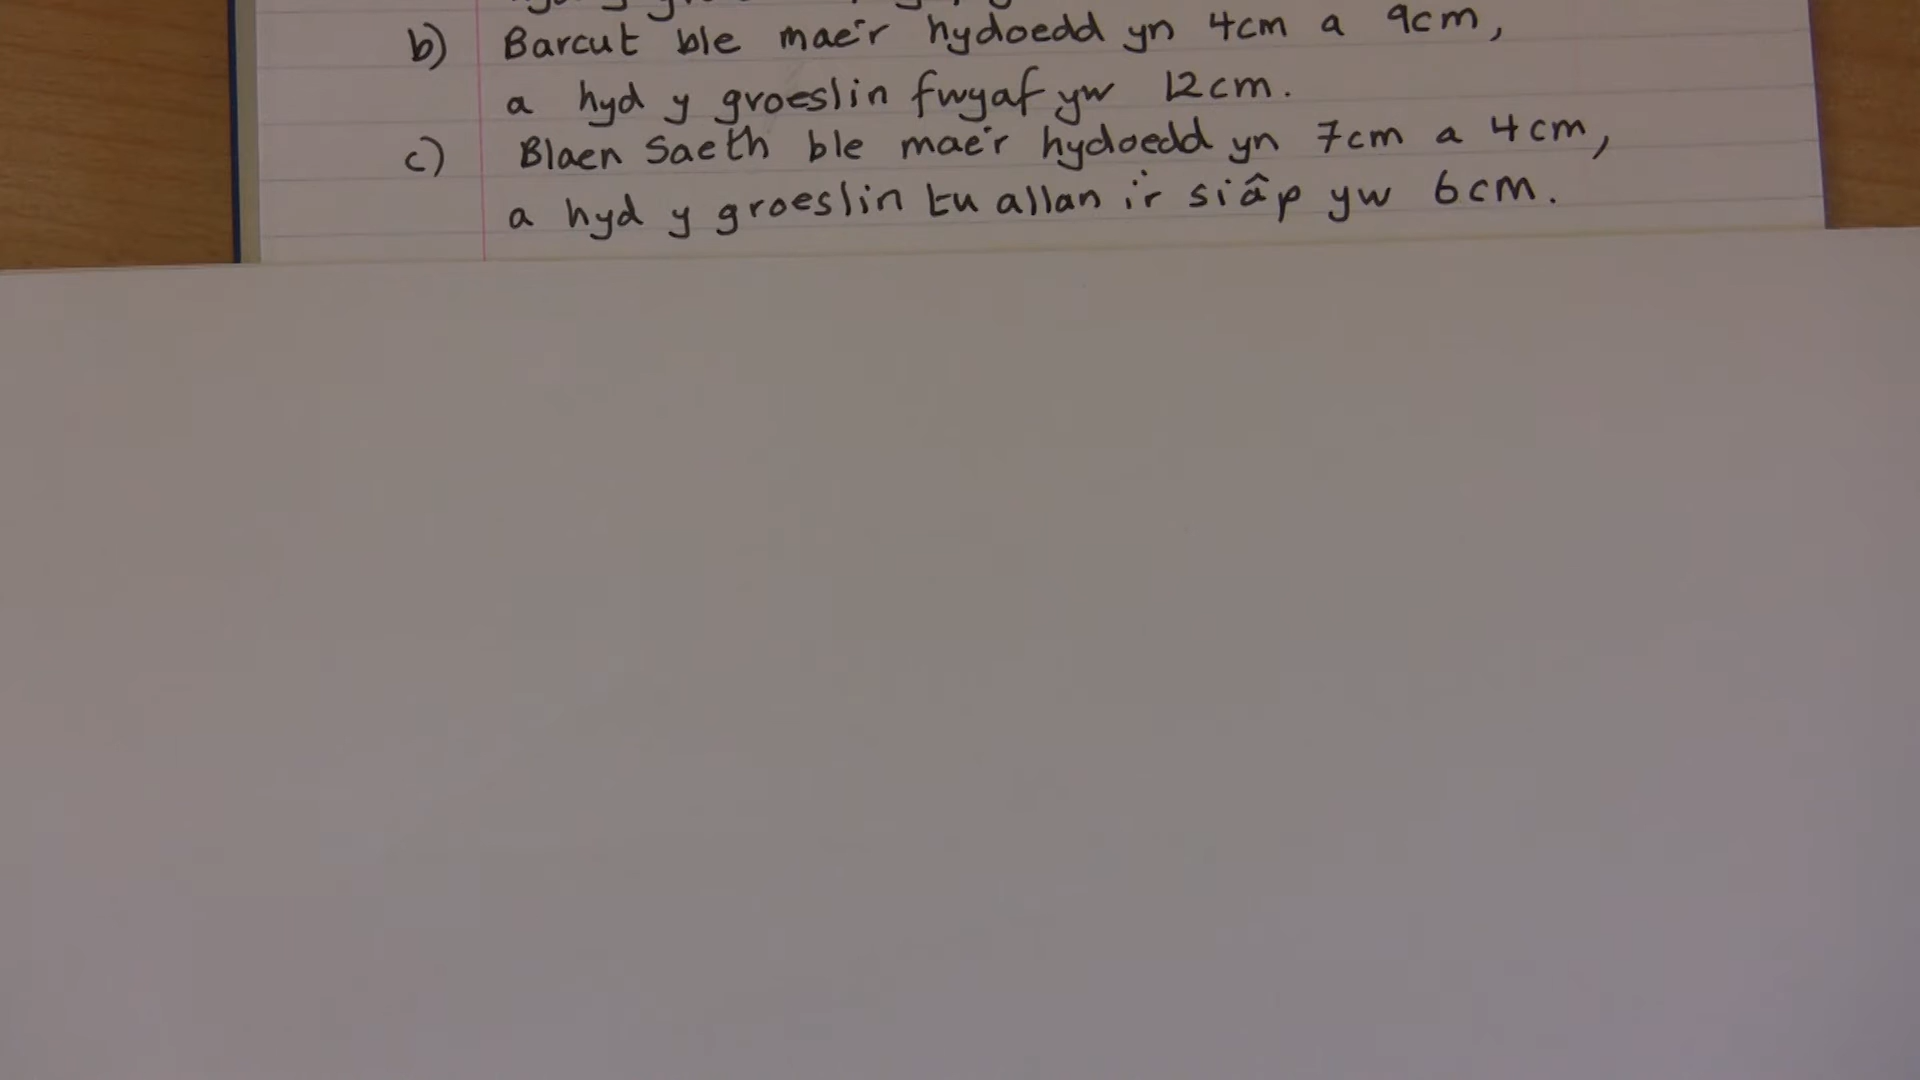 b) Barcut ble mae'r hydoedd yn 4cm a 9cm,
a hyd y groeslin fwyaf yw 12cm.
c) Blaen Saeth ble mae'r hydoedd yn 7cm a 4cm,
a hyd y groeslin tu allan i'r siâp yw 6cm.